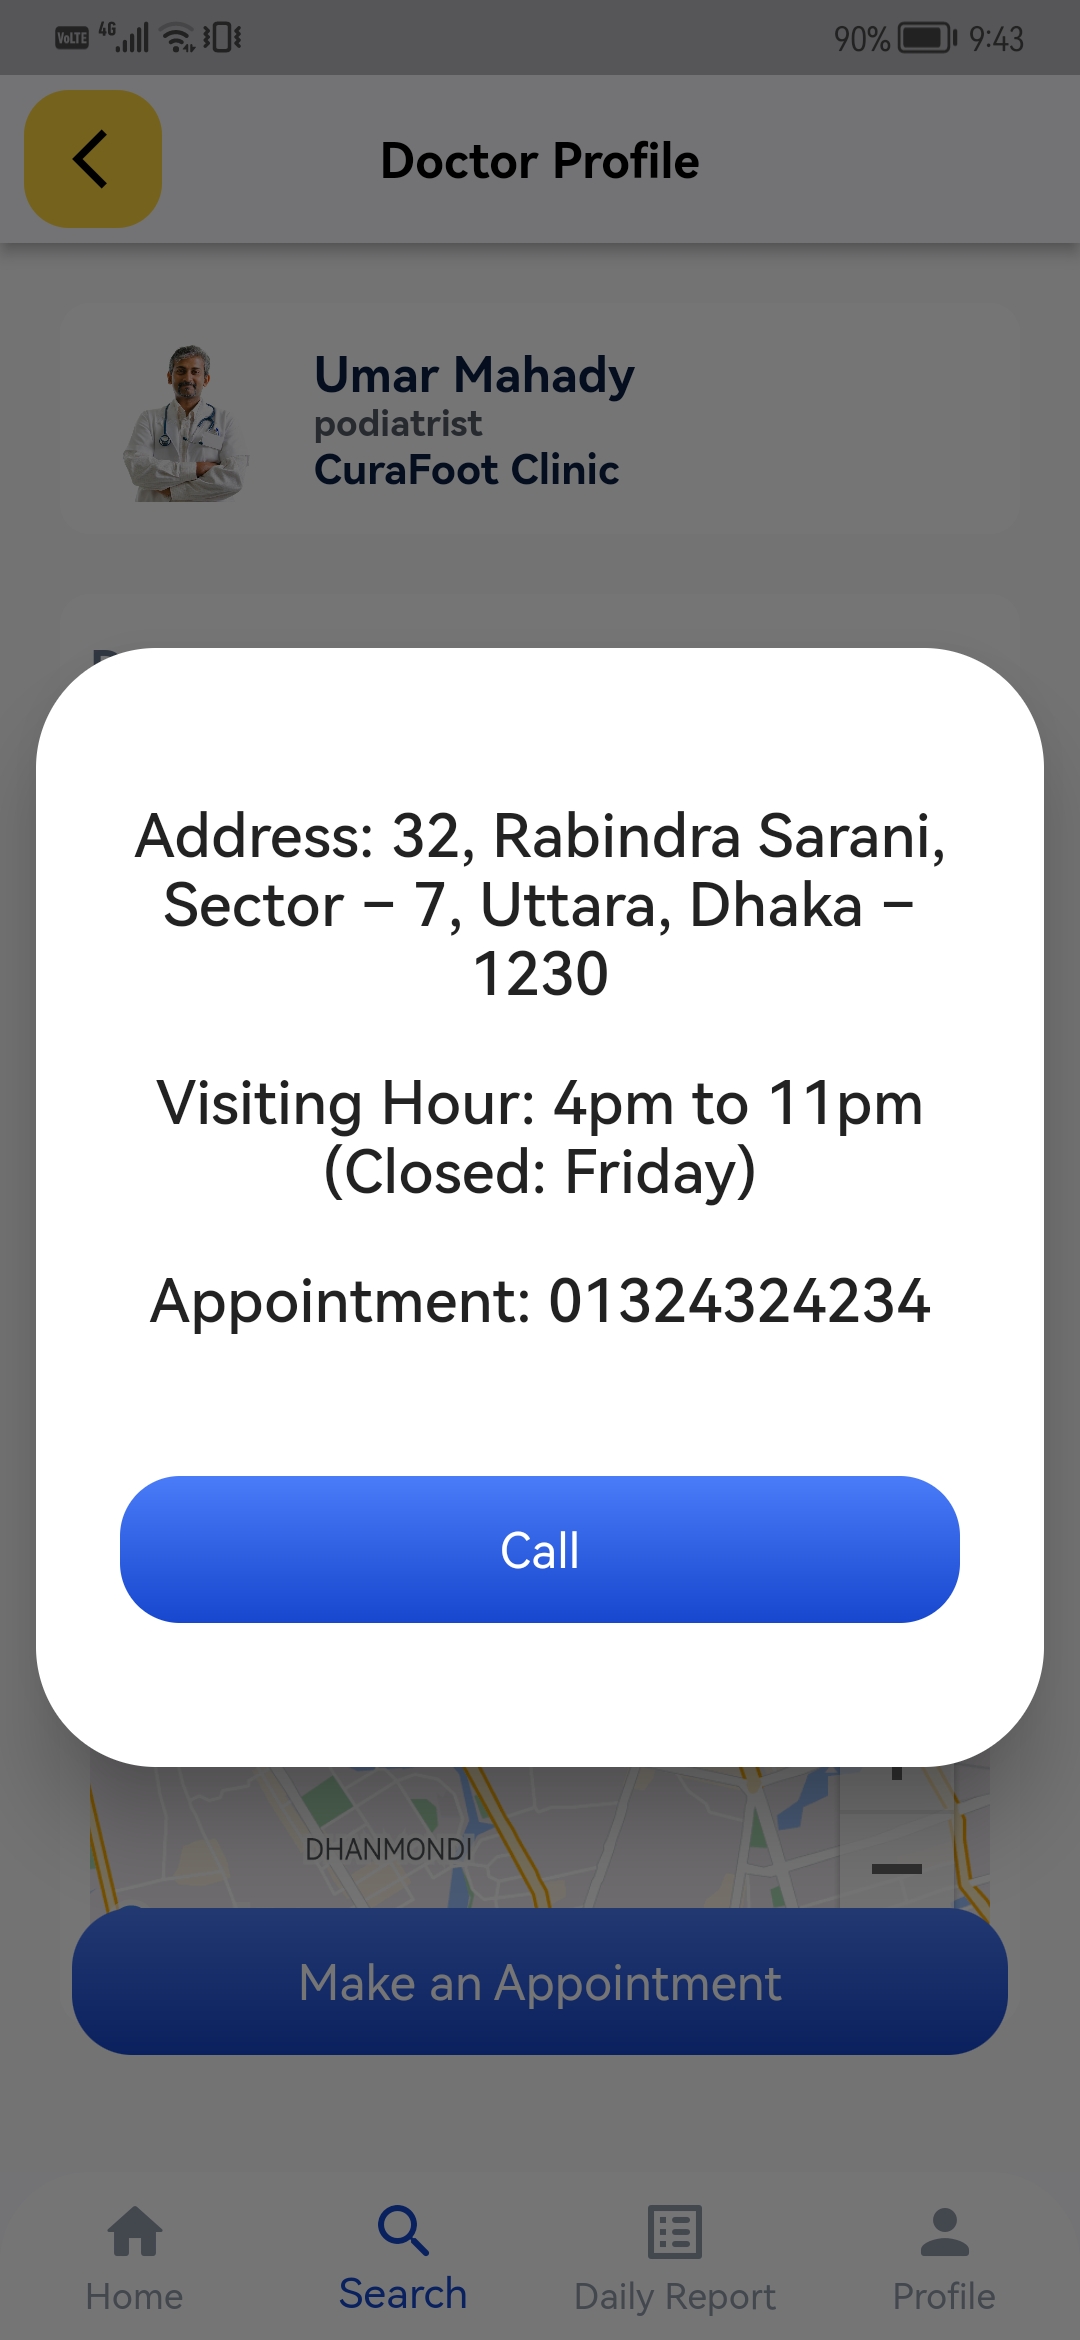 VoLTE 4G 90% 9:43
Doctor Profile
Umar Mahady
podiatrist
CuraFoot Clinic
Address: 32, Rabindra Sarani,
Sector – 7, Uttara, Dhaka –
1230
Visiting Hour: 4pm to 11pm
(Closed: Friday)
Appointment: 01324324234
Call
DHANMONDI
Make an Appointment
Home Search Daily Report Profile